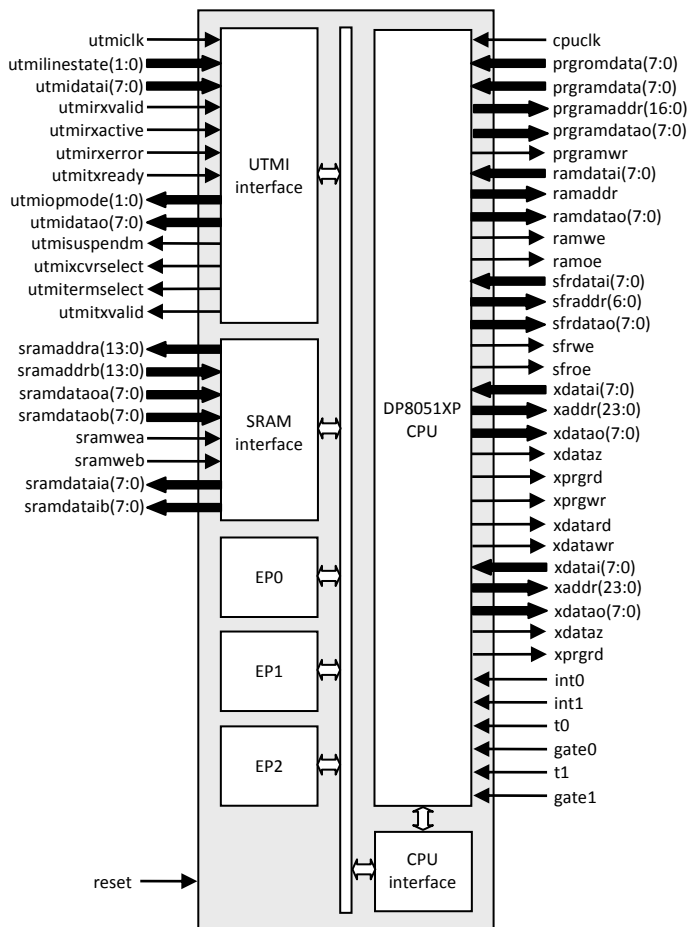 utmiclk
utmilinestate(1:0)
utmidatai(7:0)
utmirxvalid
utmirxactive
utmirxerror
utmitxready
utmiopmode(1:0)
utmidatao(7:0)
utmisuspendm
utmixcvrselect
utmitermselect
utmitxvalid
UTMI
interface
sramaddra(13:0)
sramaddrb(13:0)
sramdataoa(7:0)
sramdataob(7:0)
sramwea
sramweb
sramdataia(7:0)
sramdataib(7:0)
SRAM
interface
EP0
EP1
EP2
reset
DP8051XP
CPU
CPU
interface
cpuclk
prgromdata(7:0)
prgramdata(7:0)
prgramaddr(16:0)
prgramdatao(7:0)
prgramwr
ramdatai(7:0)
ramaddr
ramdatao(7:0)
ramwe
ramoe
sfrdatai(7:0)
sfraddr(6:0)
sfrdatao(7:0)
sfrwe
sfroe
xdatai(7:0)
xaddr(23:0)
xdatao(7:0)
xdataz
xprgrd
xprgwr
xdatard
xdatawr
xdatai(7:0)
xaddr(23:0)
xdatao(7:0)
xdataz
xprgrd
int0
int1
t0
gate0
t1
gate1